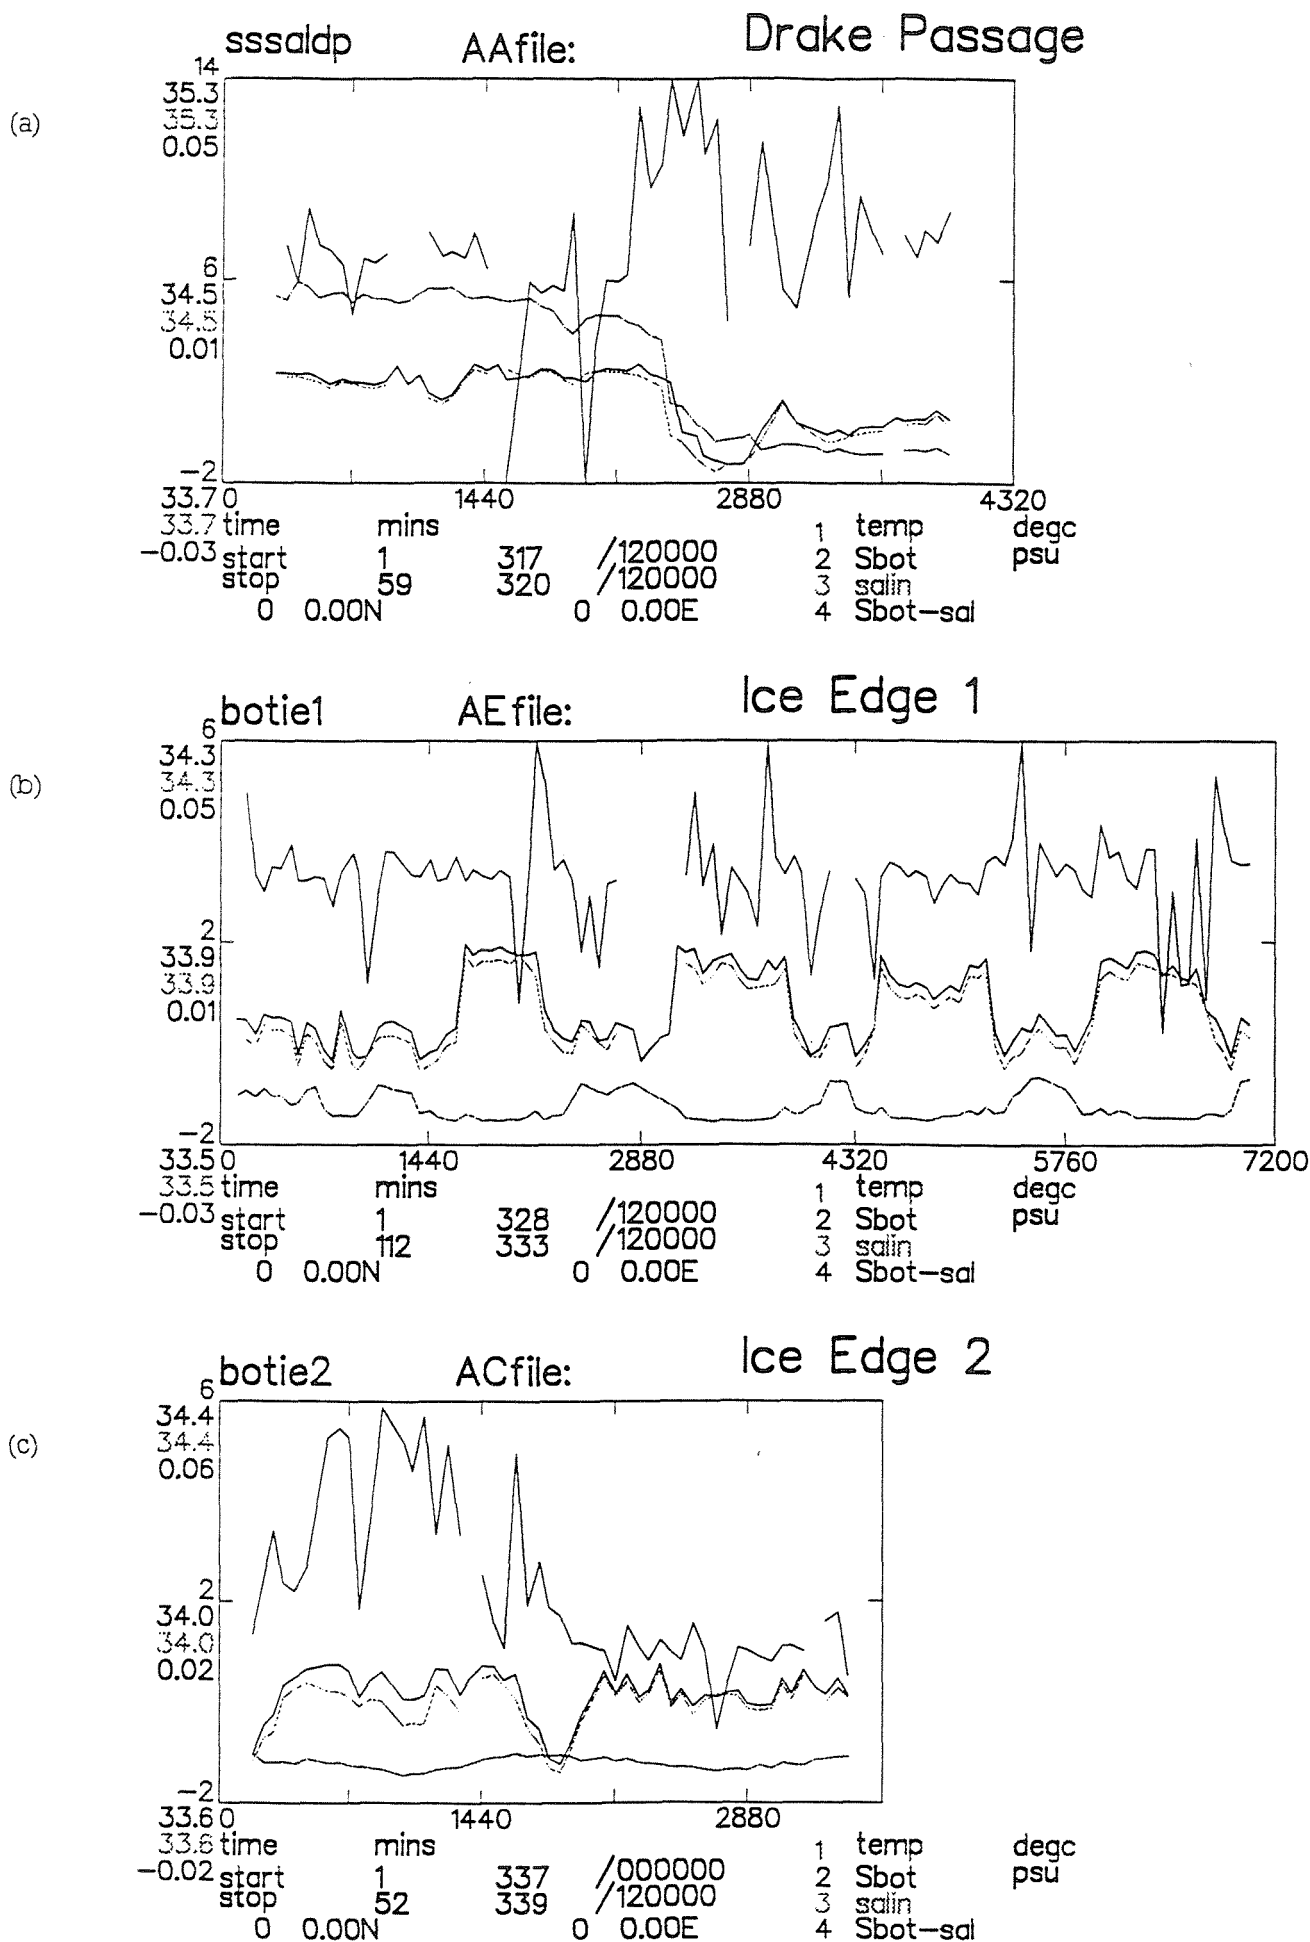 sssaldp AAfile: Drake Passage
(a)
14
35.3
35.3
0.05
6
34.5
34.5
0.01
-2
33.7 0 1440 2880 4320
33.7 time mins 1 temp degc
-0.03 start 1 317 /120000 2 Sbot psu
stop 59 320 /120000 3 salin
0 0.00N 0 0.00E 4 Sbot-sal
botie1 AEfile: Ice Edge 1
(b)
6
34.3
34.3
0.05
2
33.9
33.9
0.01
-2
33.5 0 1440 2880 4320 5760 7200
33.5 time mins 1 temp degc
-0.03 start 1 328 /120000 2 Sbot psu
stop 112 333 /120000 3 salin
0 0.00N 0 0.00E 4 Sbot-sal
botie2 ACfile: Ice Edge 2
(c)
6
34.4
34.4
0.06
2
34.0
34.0
0.02
-2
33.6 0 1440 2880
33.6 time mins 1 temp degc
-0.02 start 1 337 /000000 2 Sbot psu
stop 52 339 /120000 3 salin
0 0.00N 0 0.00E 4 Sbot-sal